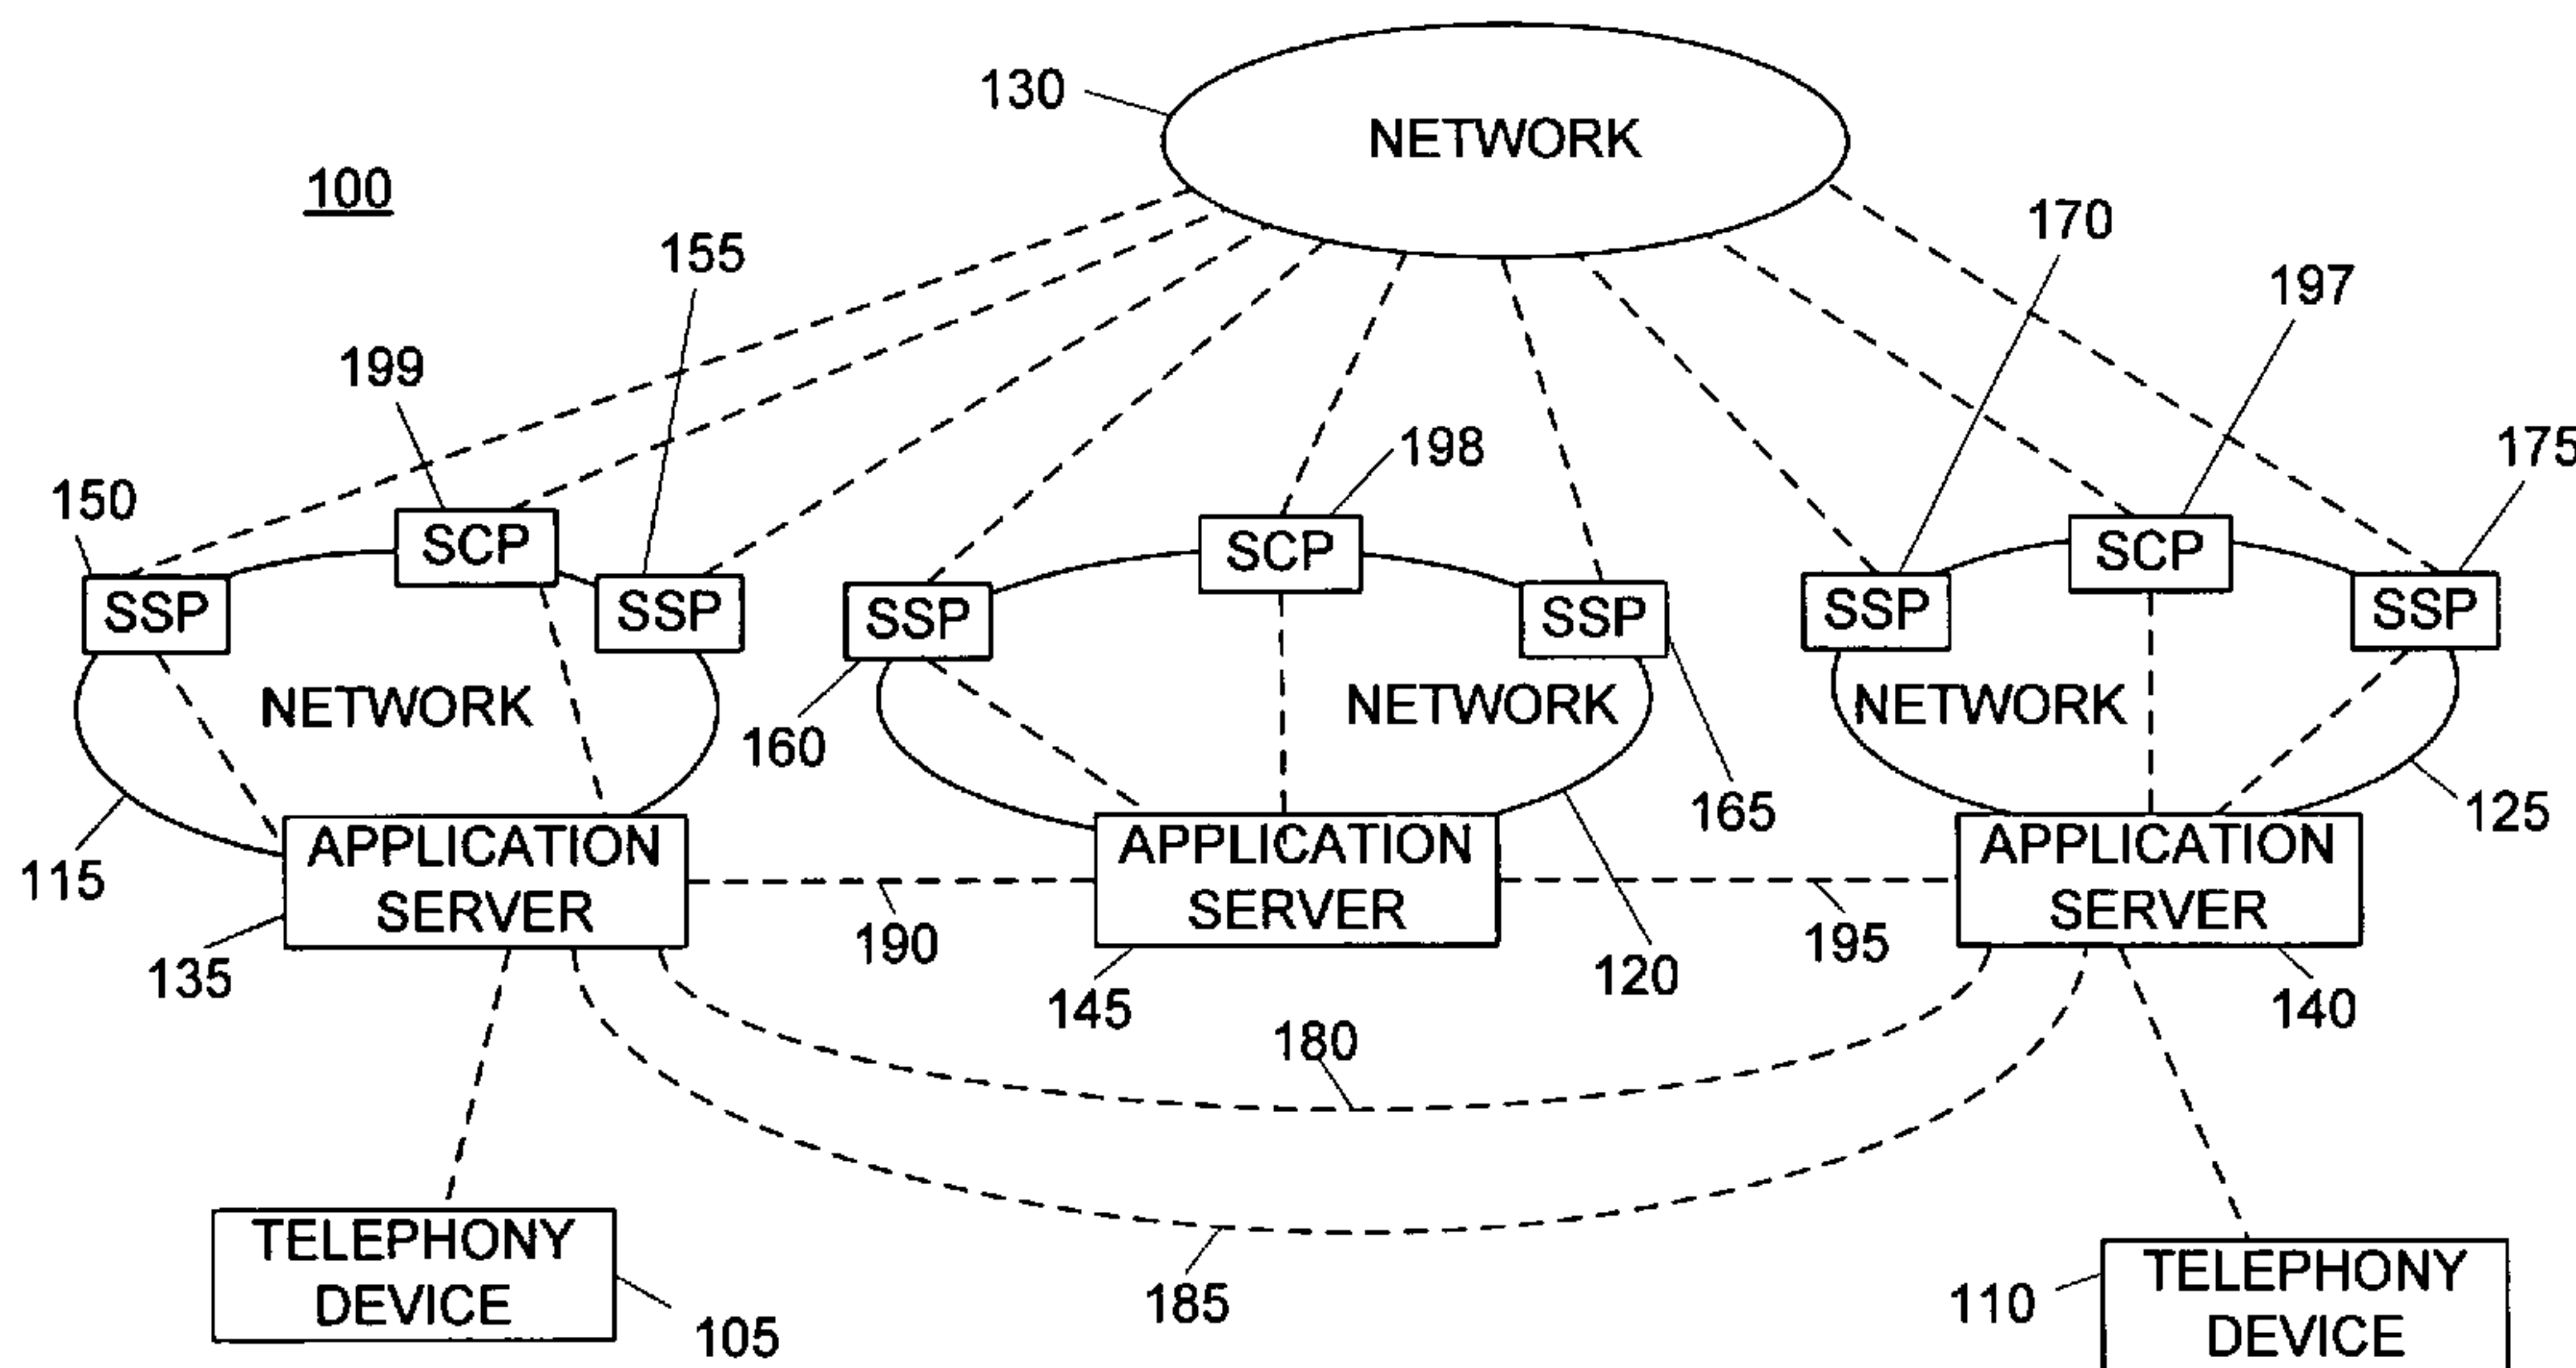 130
NETWORK
100
155
170
197
199
198
175
150
SCP
SSP
SSP
SSP
SCP
SSP
SSP
SCP
SSP
NETWORK
NETWORK
NETWORK
160
165
125
115
APPLICATION
SERVER
APPLICATION
SERVER
APPLICATION
SERVER
135
190
145
120
195
140
180
185
TELEPHONY
DEVICE
105
110
TELEPHONY
DEVICE